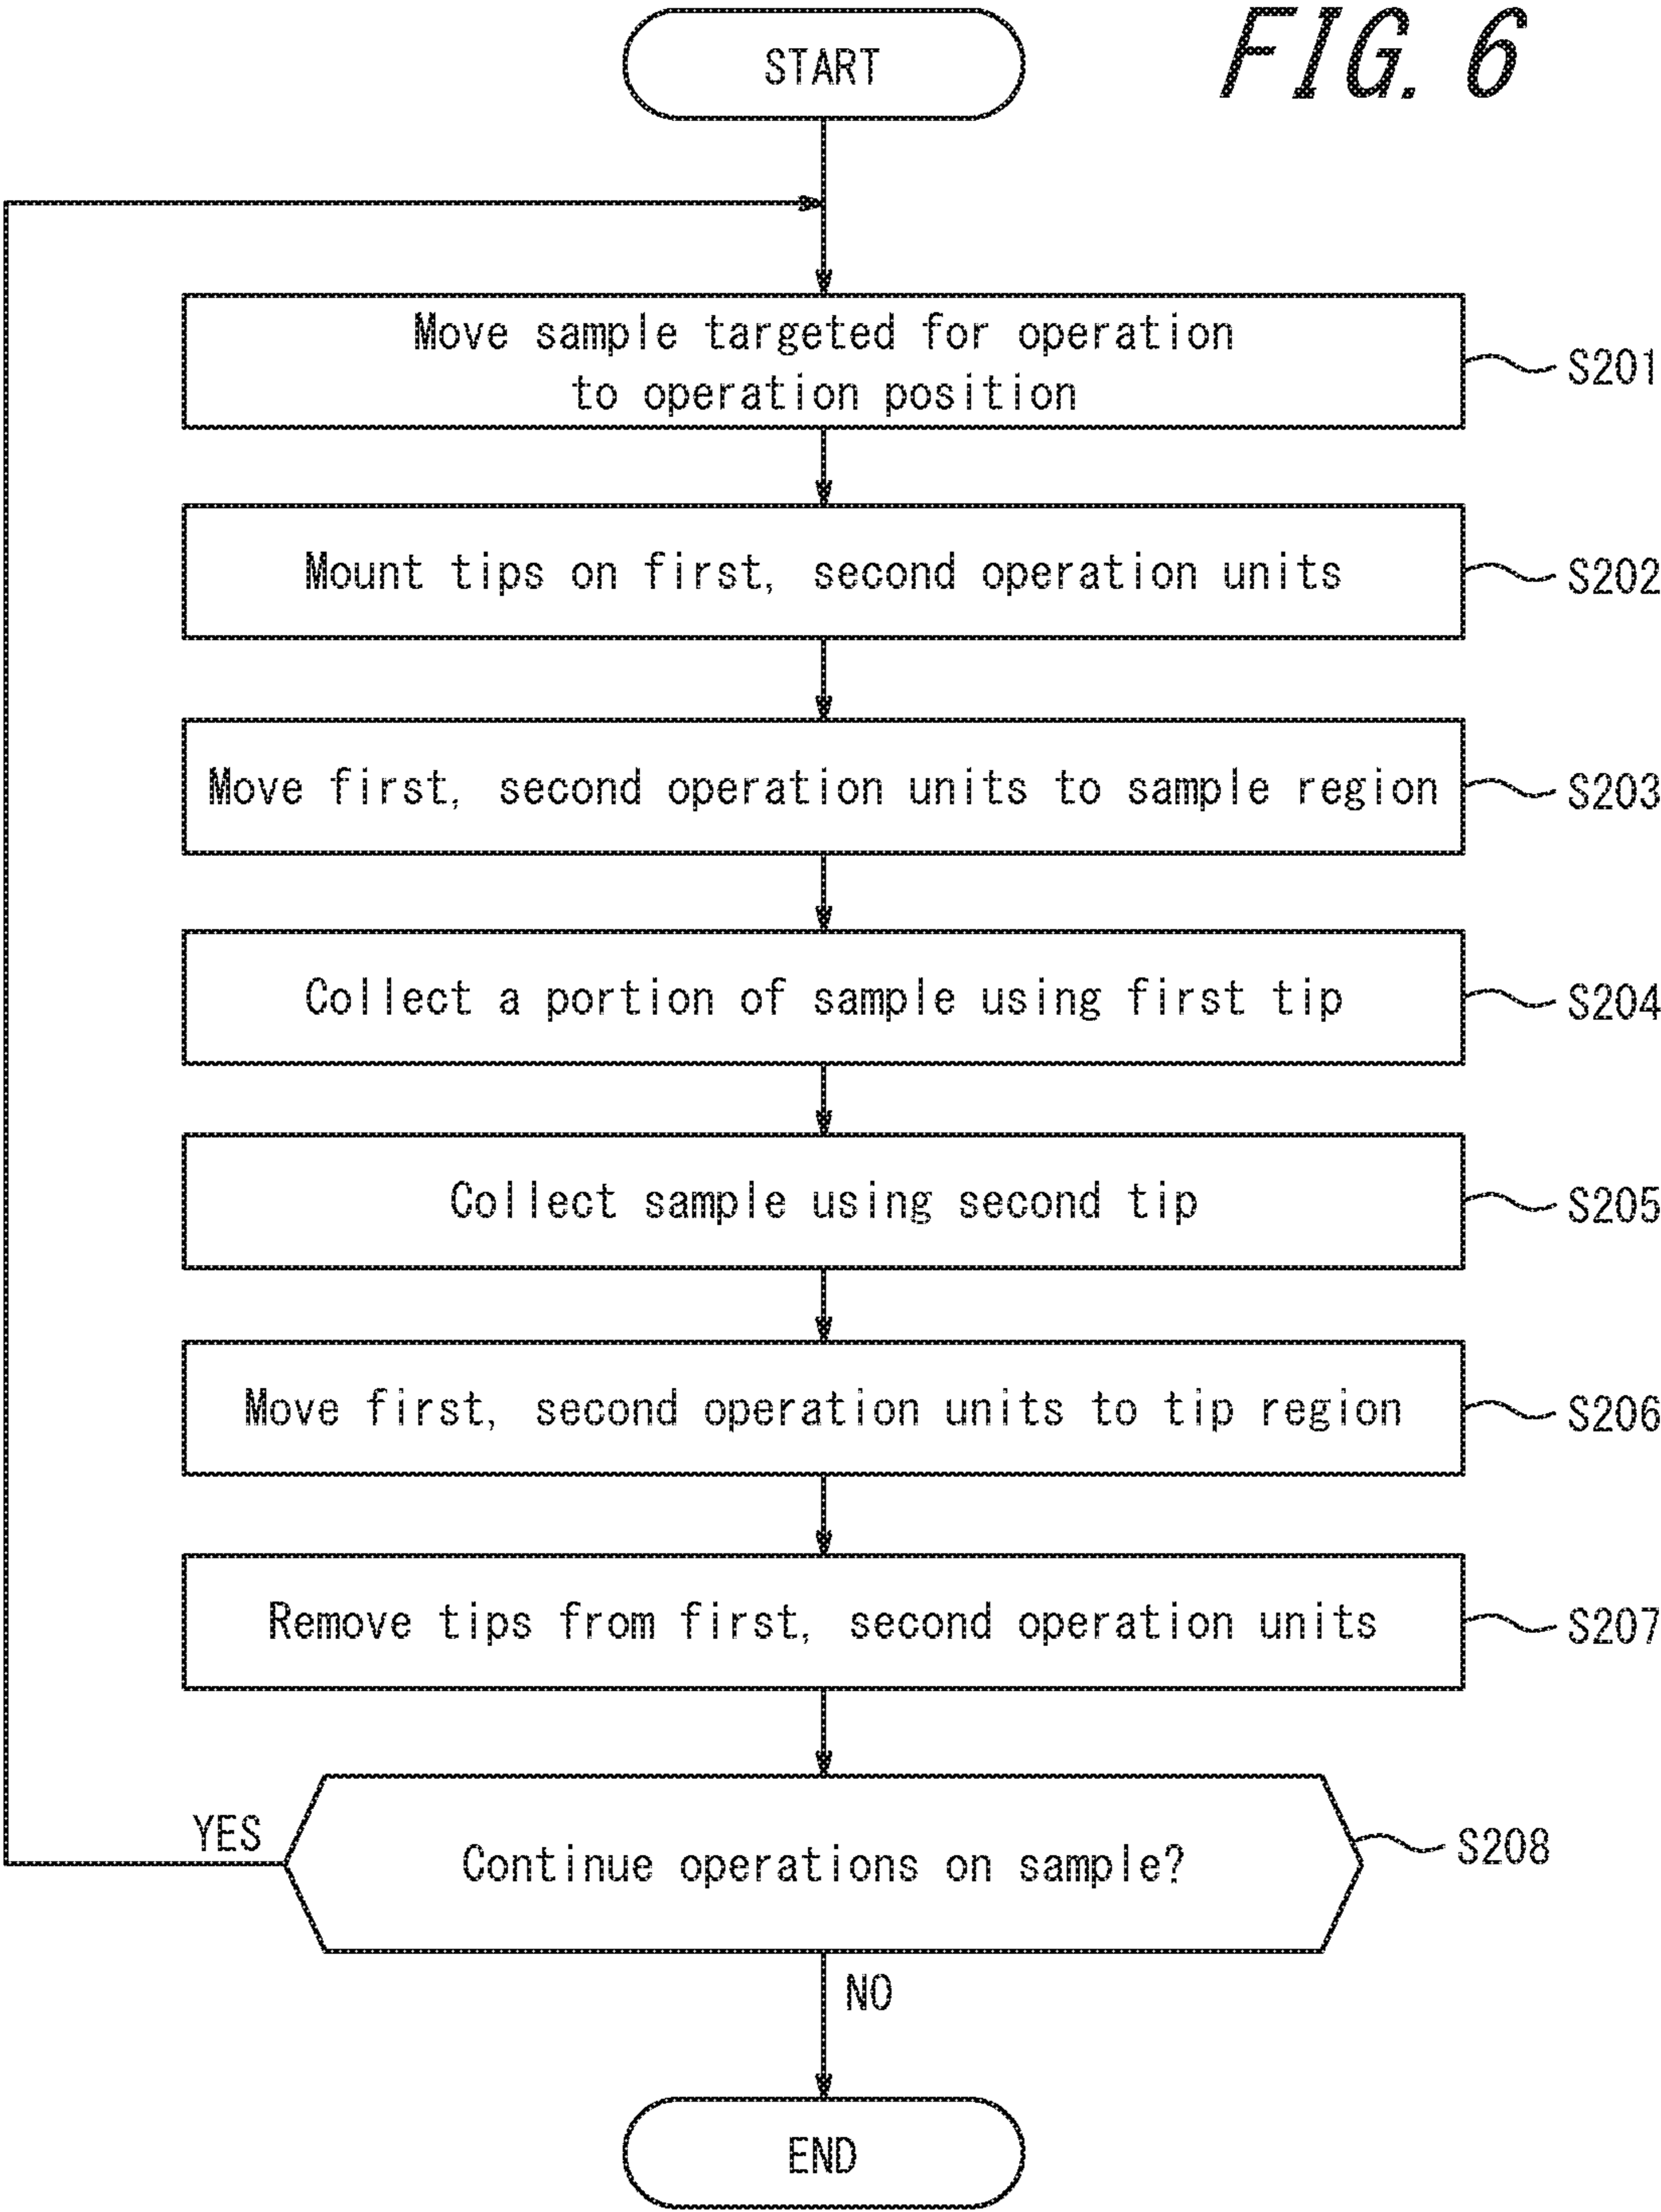 FIG. 6
START
Move sample targeted for operation
to operation position
S201
Mount tips on first, second operation units
S202
Move first, second operation units to sample region
S203
Collect a portion of sample using first tip
S204
Collect sample using second tip
S205
Move first, second operation units to tip region
S206
Remove tips from first, second operation units
S207
YES
Continue operations on sample?
S208
NO
END